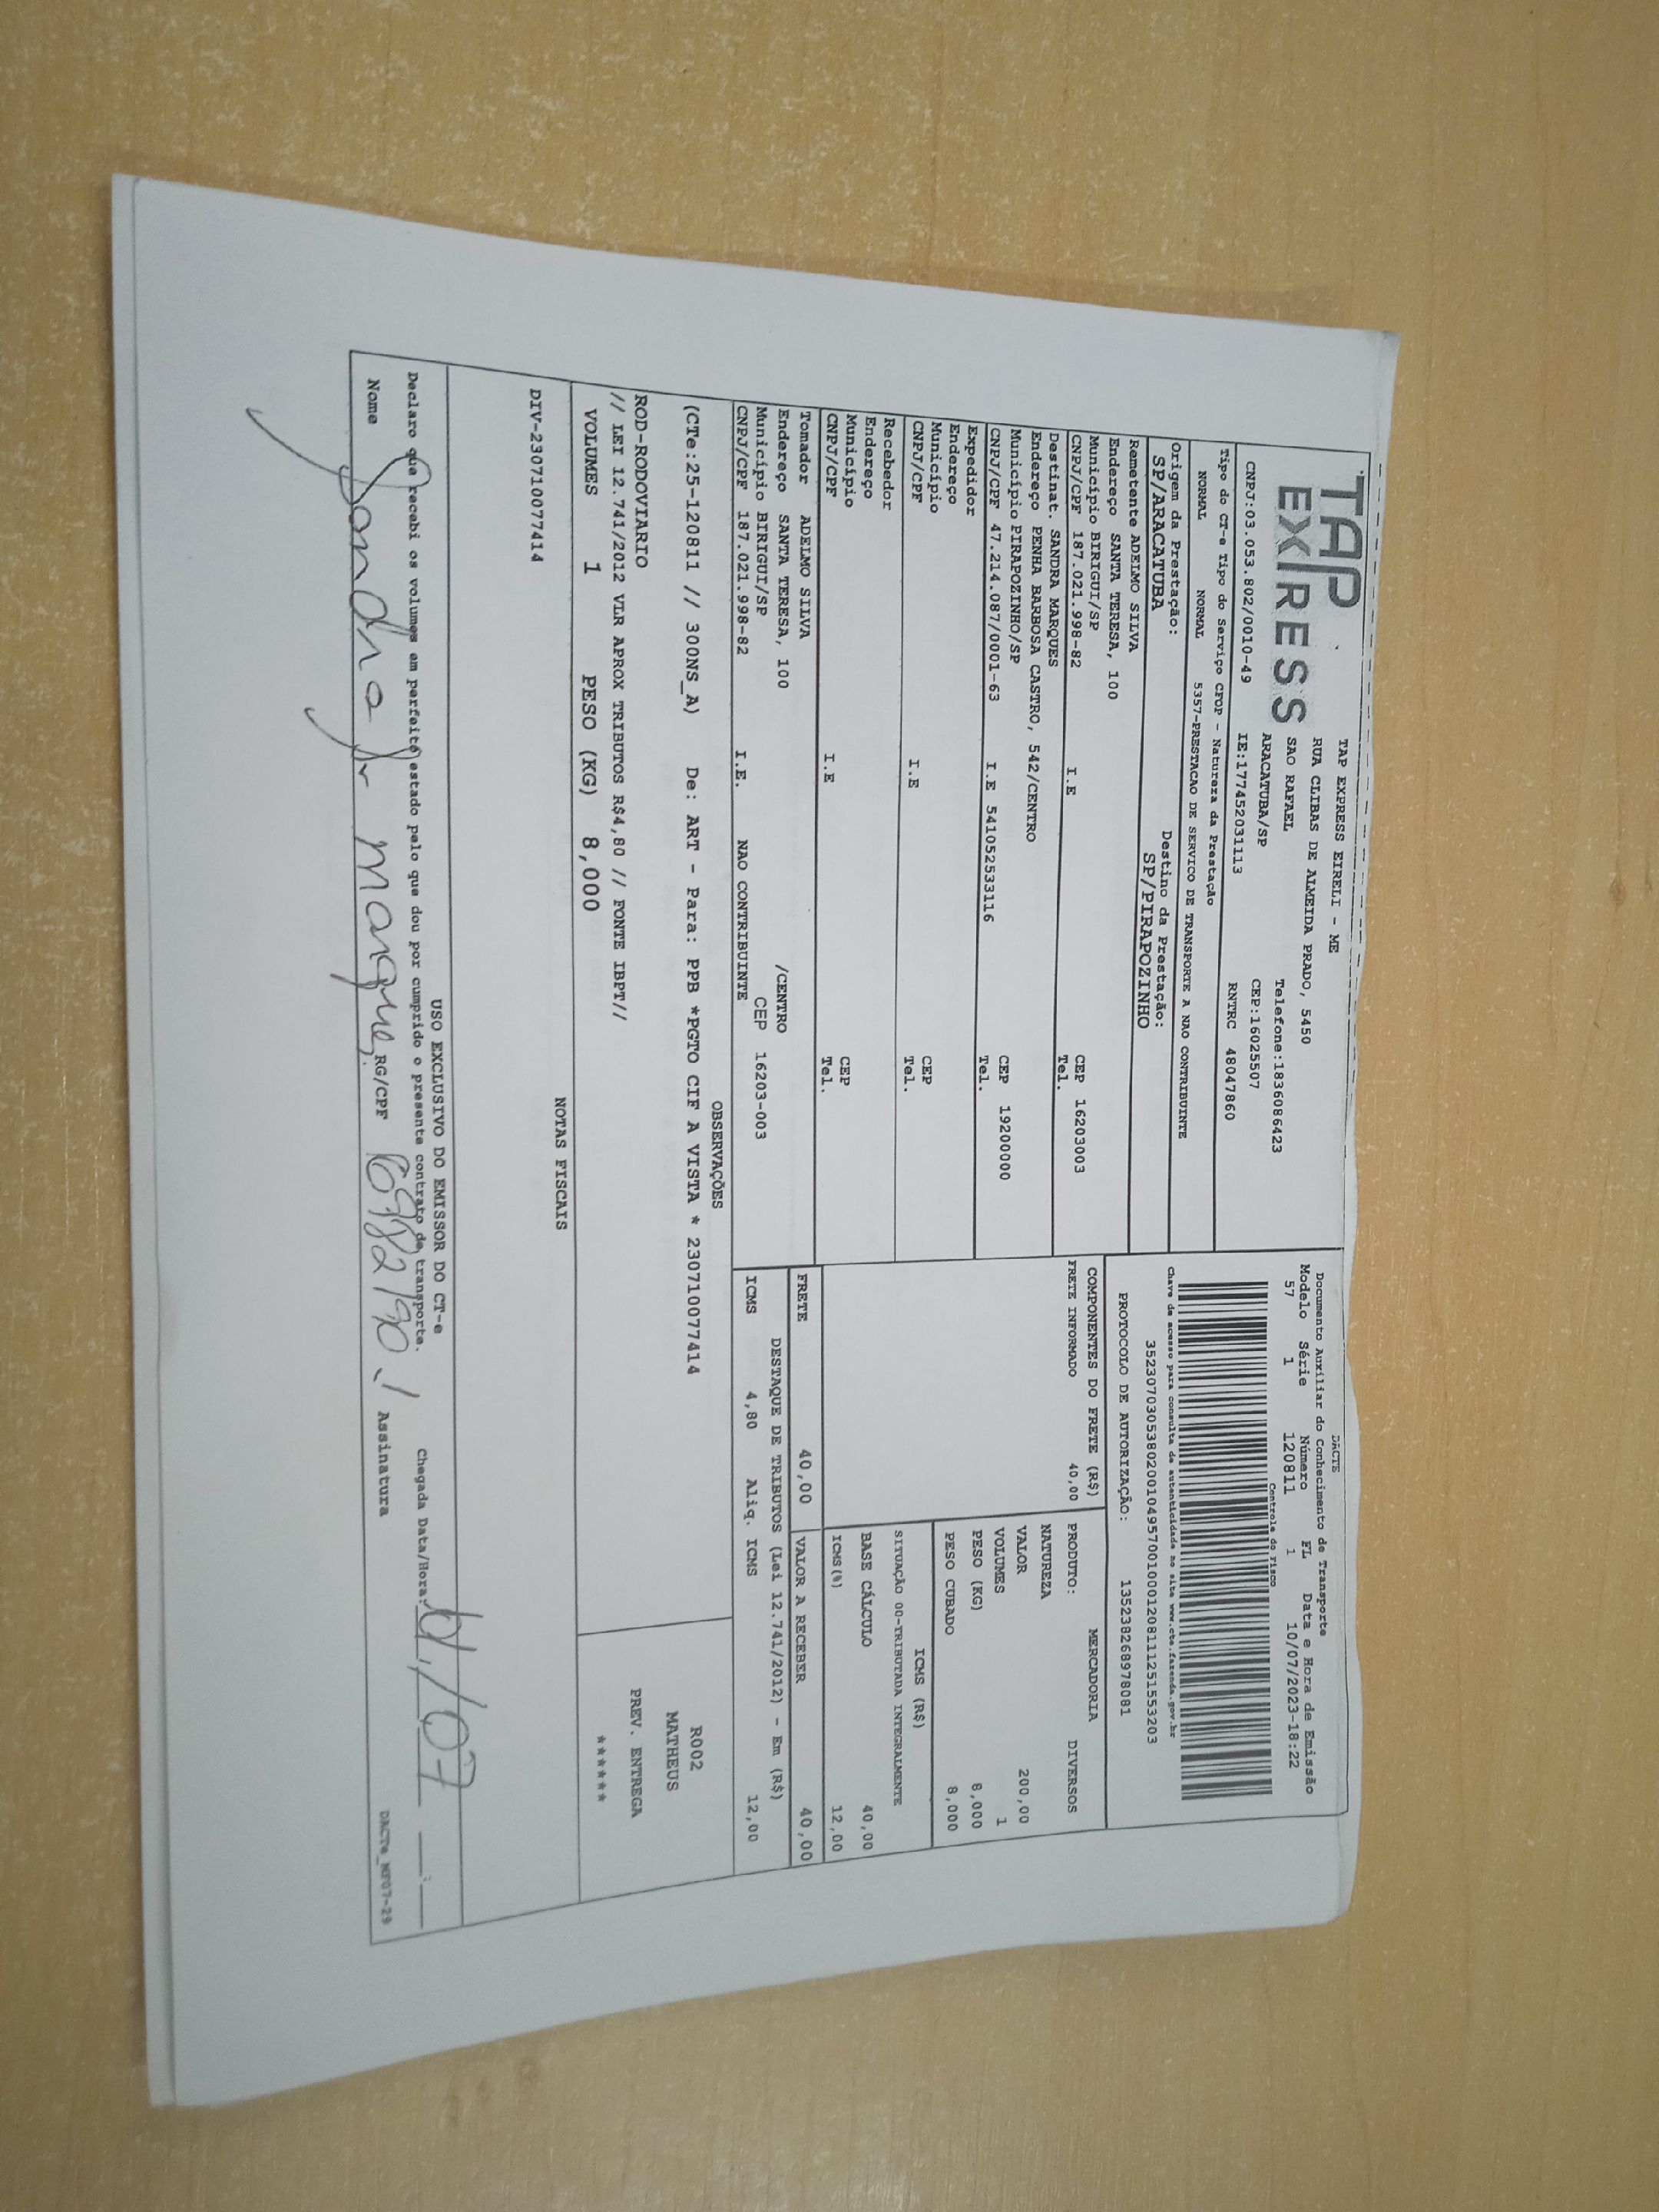 TAP EXPRESS
TAP EXPRESS EIRELI - ME
RUA CLIBAS DE ALMEIDA PRADO, 5450
SAO RAFAEL Telefone:1836086423
ARACATUBA/SP CEP:16025507
CNPJ:03.053.802/0010-49 IE:177452031113 RNTRC 48047860
DACTE
Documento Auxiliar do Conhecimento de Transporte
Modelo Série Número FL Data e Hora de Emissão
57 1 120811 1 10/07/2023-18:22
Controle do Fisco
Chave de acesso para consulta de autenticidade no site www.cte.fazenda.gov.br
35230703053802001049570010001208111251553203
PROTOCOLO DE AUTORIZAÇÃO: 135238268978081
Tipo do CT-e Tipo do Serviço CFOP - Natureza da Prestação
NORMAL NORMAL 5357-PRESTACAO DE SERVICO DE TRANSPORTE A NAO CONTRIBUINTE
Origem da Prestação: Destino da Prestação:
SP/ARACATUBA SP/PIRAPOZINHO
Remetente ADELMO SILVA
Endereço SANTA TERESA, 100
Município BIRIGUI/SP CEP 16203003
CNPJ/CPF 187.021.998-82 I.E Tel.
Destinat. SANDRA MARQUES
Endereço PENHA BARBOSA CASTRO, 542/CENTRO
Município PIRAPOZINHO/SP CEP 19200000
CNPJ/CPF 47.214.087/0001-63 I.E 541052533116 Tel.
Expedidor
Endereço
Município CEP
CNPJ/CPF I.E Tel.
Recebedor
Endereço
Município CEP
CNPJ/CPF I.E Tel.
Tomador ADELMO SILVA
Endereço SANTA TERESA, 100 /CENTRO
Município BIRIGUI/SP CEP 16203-003
CNPJ/CPF 187.021.998-82 I.E. NAO CONTRIBUINTE
COMPONENTES DO FRETE (R$)
FRETE INFORMADO 40,00
PRODUTO: MERCADORIA DIVERSOS
NATUREZA
VALOR 200,00
VOLUMES 1
PESO (KG) 8,000
PESO CUBADO 8,000
ICMS (R$)
SITUAÇÃO 00-TRIBUTADA INTEGRALMENTE
BASE CÁLCULO 40,00
ICMS(%) 12,00
FRETE 40,00 VALOR A RECEBER 40,00
DESTAQUE DE TRIBUTOS (Lei 12.741/2012) - Em (R$)
ICMS 4,80 Aliq. ICMS 12,00
OBSERVAÇÕES
(CTe:25-120811 // 300NS_A) De: ART - Para: PPB *PGTO CIF A VISTA * 230710077414
ROD-RODOVIARIO
// LEI 12.741/2012 VLR APROX TRIBUTOS R$4,80 // FONTE IBPT//
R002
MATHEUS
PREV. ENTREGA
******
VOLUMES 1 PESO (KG) 8,000
NOTAS FISCAIS
DIV-230710077414
USO EXCLUSIVO DO EMISSOR DO CT-e
Declaro que recebi os volumes em perfeito estado pelo que dou por cumprido o presente contrato de transporte. Chegada Data/Hora: 11/07
Nome Sandra Marques RG/CPF Assinatura
DACTe_NF07-29